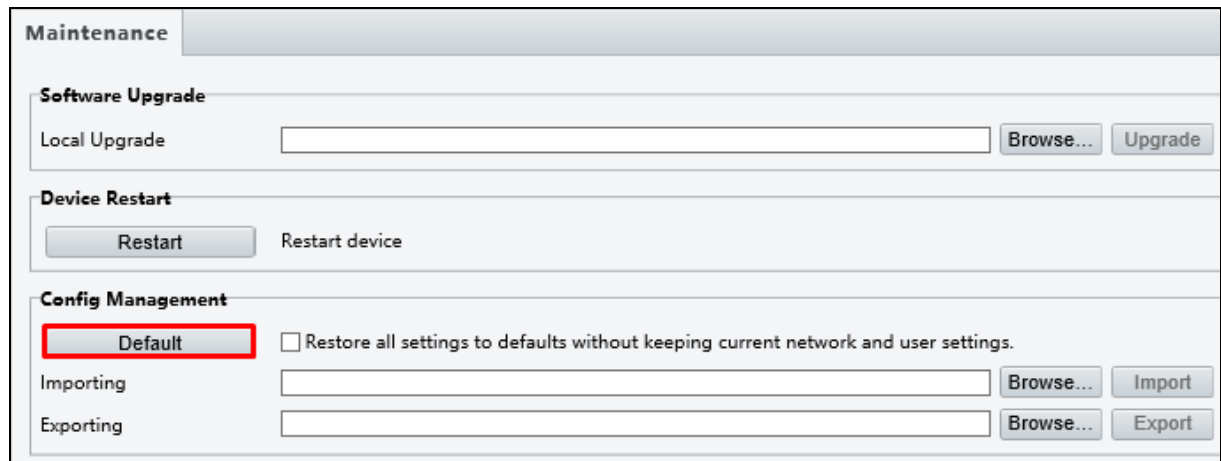 Maintenance
Software Upgrade
Local Upgrade Browse... Upgrade
Device Restart
Restart Restart device
Config Management
Default Restore all settings to defaults without keeping current network and user settings.
Importing Browse... Import
Exporting Browse... Export